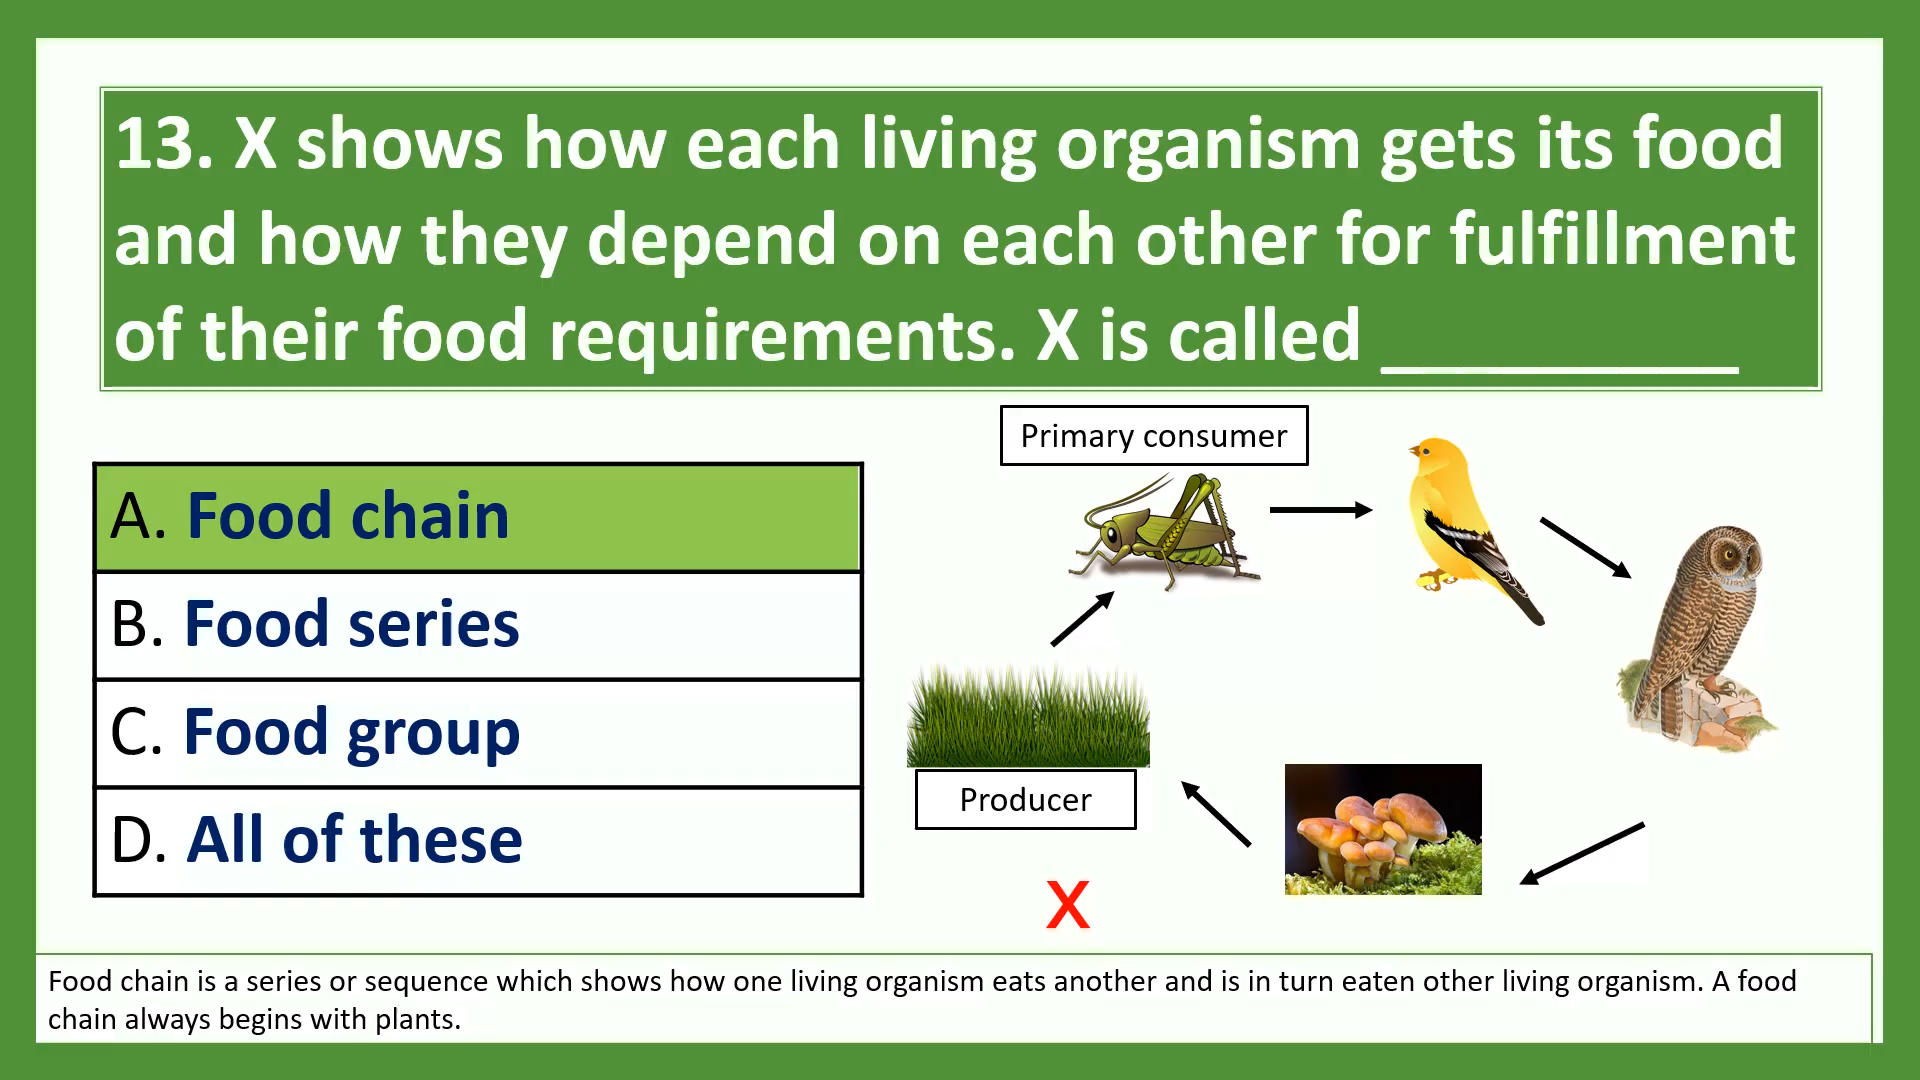 13. X shows how each living organism gets its food
and how they depend on each other for fulfillment
of their food requirements. X is called __________
Primary consumer
A. Food chain
B. Food series
C. Food group
D. All of these
Producer
X
Food chain is a series or sequence which shows how one living organism eats another and is in turn eaten other living organism. A food
chain always begins with plants.